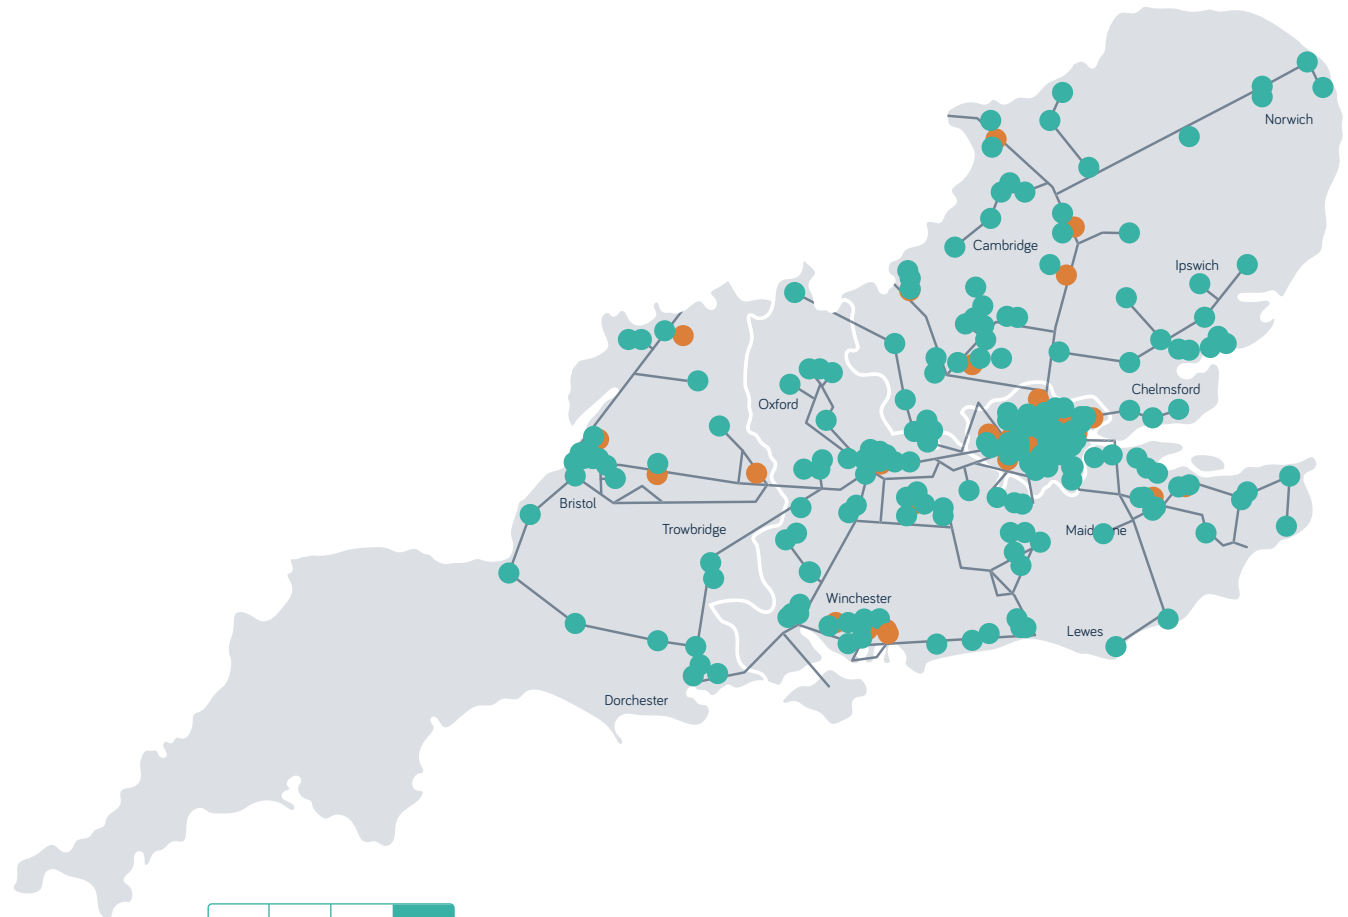 Norwich
Cambridge
Ipswich
Chelmsford
Oxford
Bristol
Trowbridge
Winchester
Lewes
Dorchester